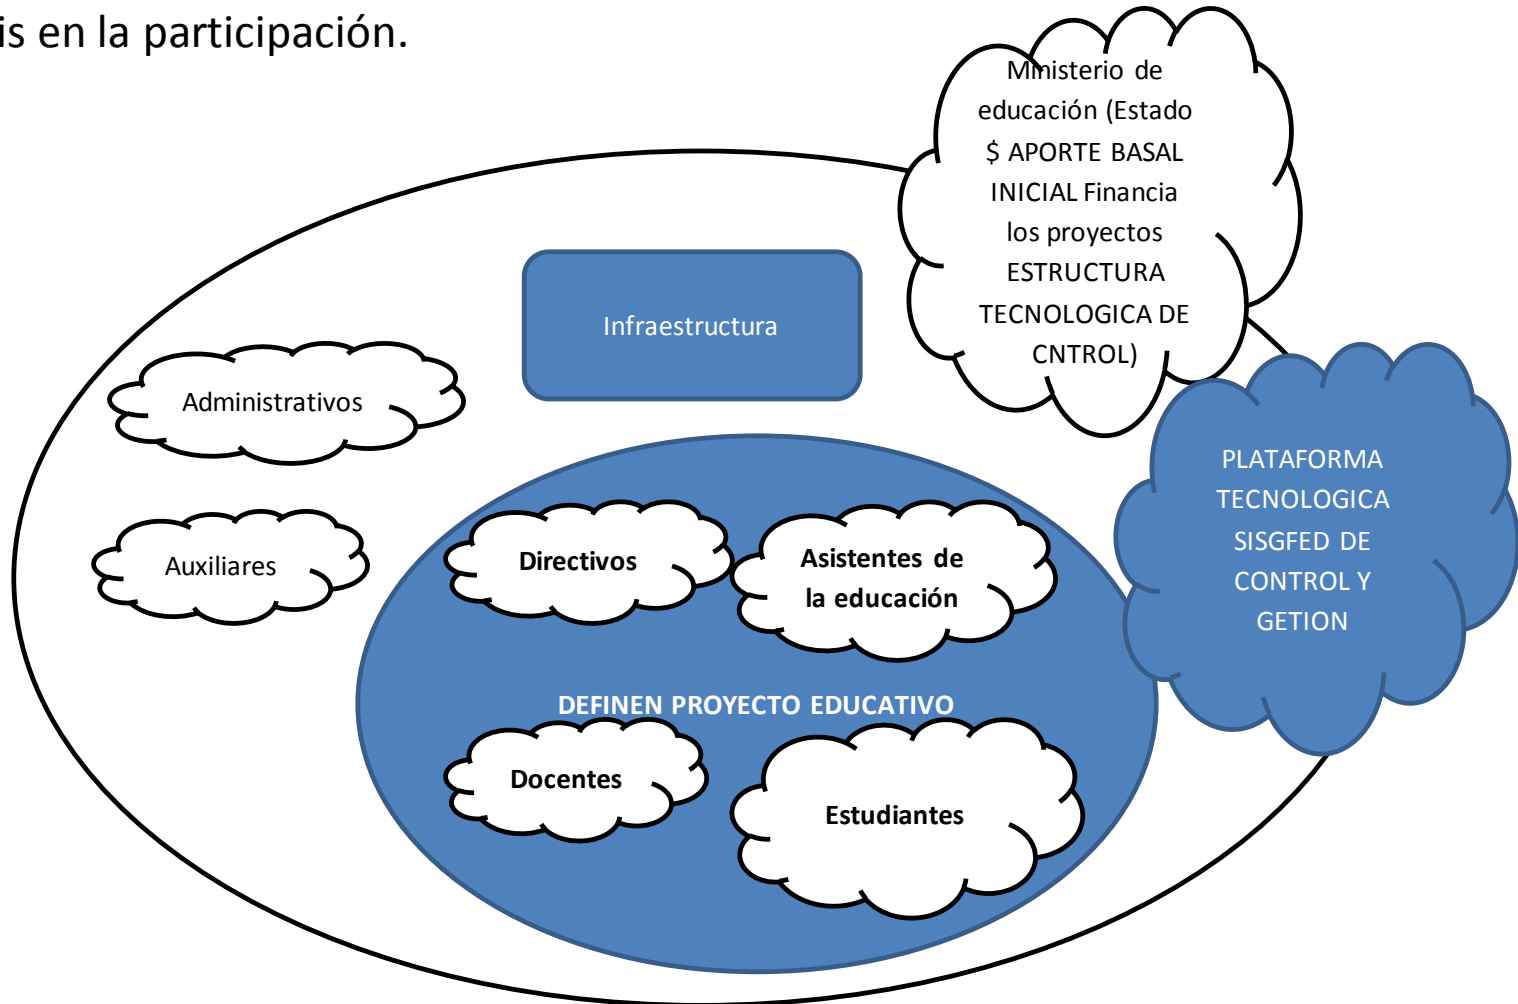 is en la participación.
Ministerio de
educación (Estado
$ APORTE BASAL
INICIAL Financia
los proyectos
ESTRUCTURA
TECNOLOGICA DE
CNTROL)
Infraestructura
Administrativos
PLATAFORMA
TECNOLOGICA
SISGFED DE
CONTROL Y
GETION
Auxiliares
Directivos
Asistentes de
la educación
DEFINEN PROYECTO EDUCATIVO
Docentes
Estudiantes